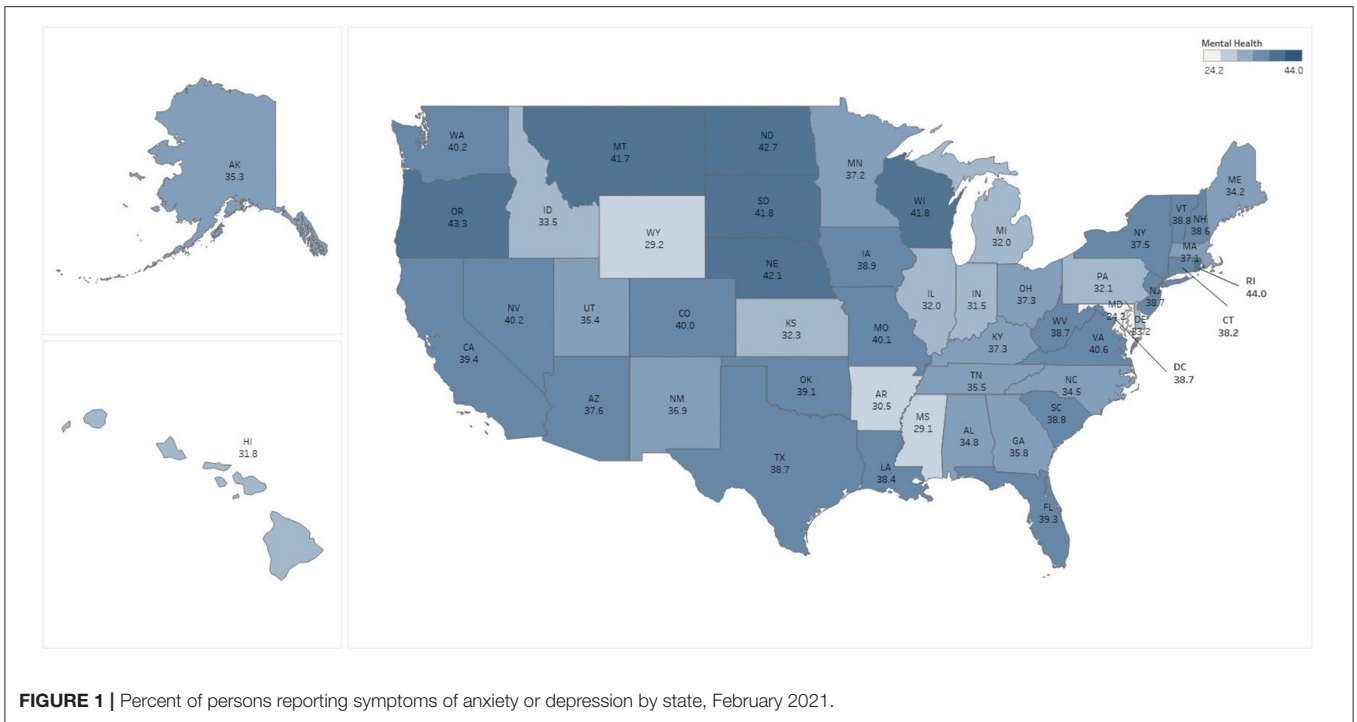 Mental Health
24.2 44.0
AK
35.3
HI
31.8
WA
40.2
OR
43.3
CA
39.4
NV
40.2
ID
33.5
MT
41.7
WY
29.2
UT
35.4
CO
40.0
AZ
37.6
NM
36.9
ND
42.7
SD
41.8
NE
42.1
KS
32.3
OK
39.1
TX
38.7
MN
37.2
IA
38.9
MO
40.1
AR
30.5
LA
38.4
WI
41.8
IL
32.0
MI
32.0
IN
31.5
OH
37.3
KY
37.3
TN
35.5
MS
29.1
AL
34.8
GA
35.8
FL
39.3
SC
38.8
NC
34.5
VA
40.6
WV
38.7
PA
32.1
MD
24.2
DE
33.2
NJ
38.7
NY
37.5
VT
38.8
NH
38.6
ME
34.2
MA
37.1
RI
44.0
CT
38.2
DC
38.7
FIGURE 1 | Percent of persons reporting symptoms of anxiety or depression by state, February 2021.